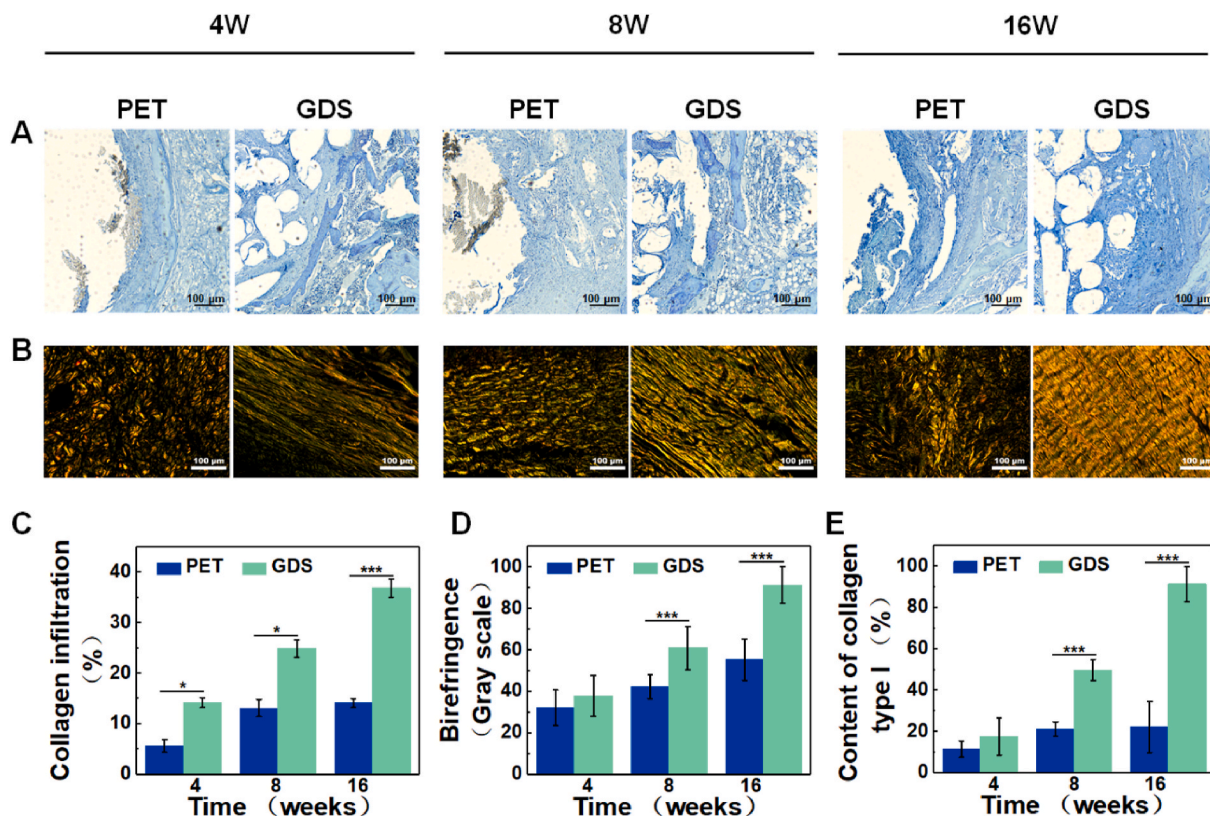 4W 8W 16W
PET GDS PET GDS PET GDS
A
100 μm 100 μm 100 μm 100 μm 100 μm 100 μm
B
100 μm 100 μm 100 μm 100 μm 100 μm 100 μm
C
Collagen infiltration
（%）
PET GDS
40
30
20
10
0
* * ***
4 8 16
Time （weeks）
D
Birefringence
（Gray scale）
PET GDS
100
80
60
40
20
0
*** ***
4 8 16
Time （weeks）
E
Content of collagen
type I （%）
PET GDS
100
80
60
40
20
0
*** ***
4 8 16
Time （weeks）